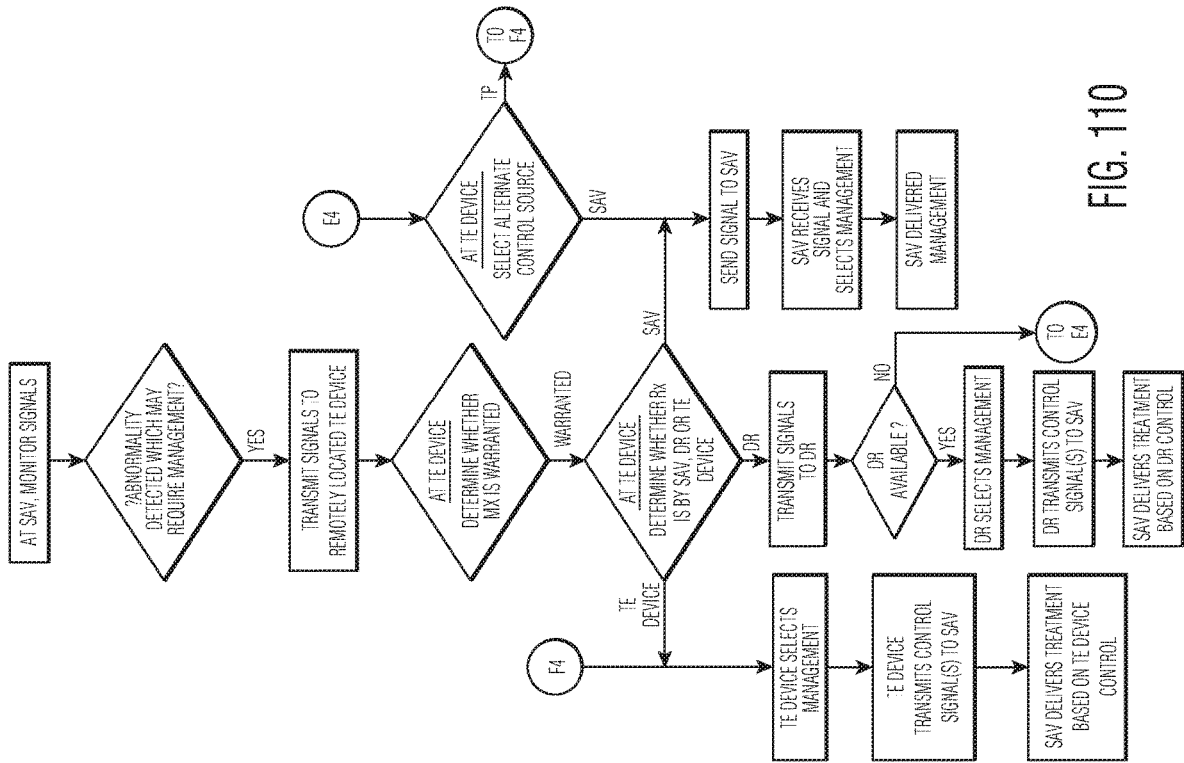 AT SAV, MONITOR SIGNALS
?ABNORMALITY
DETECTED WHICH MAY
REQUIRE MANAGEMENT?
YES
TRANSMIT SIGNALS TO
REMOTELY LOCATED TE DEVICE
AT TE DEVICE
DETERMINE WHETHER
MX IS WARRANTED
WARRANTED
AT TE DEVICE
DETERMINE WHETHER RX
IS BY SAV, DR OR TE
DEVICE
TE
DEVICE
SAV
DR
F4
TE DEVICE SELECTS
MANAGEMENT
TE DEVICE
TRANSMITS CONTROL
SIGNAL(S) TO SAV
SAV DELIVERS TREATMENT
BASED ON TE DEVICE
CONTROL
TRANSMIT SIGNALS
TO DR
DR
AVAILABLE ?
NO
TO
E4
YES
DR SELECTS MANAGEMENT
DR TRANSMITS CONTROL
SIGNAL(S) TO SAV
SAV DELIVERS TREATMENT
BASED ON DR CONTROL
E4
AT TE DEVICE
SELECT ALTERNATE
CONTROL SOURCE
TP
TO
F4
SAV
SEND SIGNAL TO SAV
SAV RECEIVES
SIGNAL AND
SELECTS MANAGEMENT
SAV DELIVERED
MANAGEMENT
FIG. 110